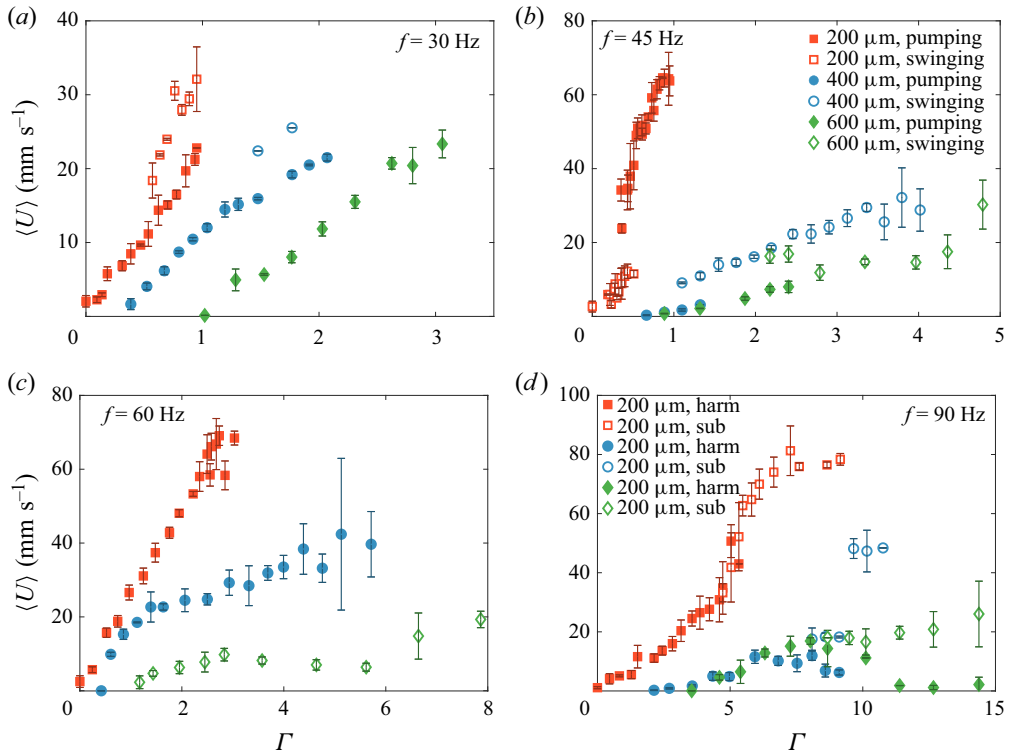 (a)
f = 30 Hz
40
30
20
10
0
1
2
3
⟨U⟩ (mm s⁻¹)
(b)
f = 45 Hz
80
60
40
20
0
1
2
3
4
5
200 μm, pumping
200 μm, swinging
400 μm, pumping
400 μm, swinging
600 μm, pumping
600 μm, swinging
(c)
f = 60 Hz
80
60
40
20
0
2
4
6
8
⟨U⟩ (mm s⁻¹)
Γ
(d)
f = 90 Hz
100
80
60
40
20
0
5
10
15
200 μm, harm
200 μm, sub
200 μm, harm
200 μm, sub
200 μm, harm
200 μm, sub
Γ